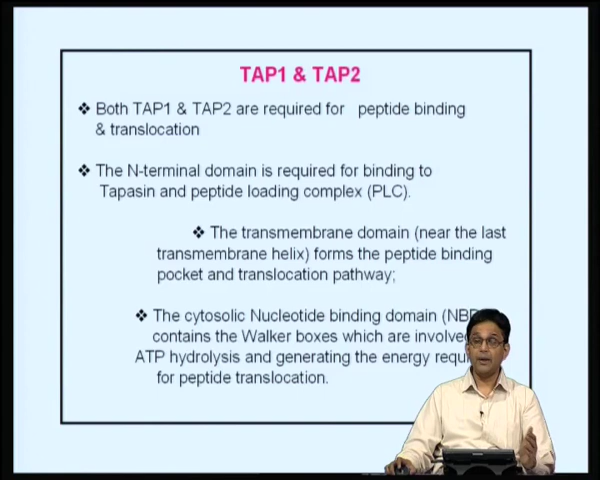 TAP1 & TAP2
❖ Both TAP1 & TAP2 are required for peptide binding
& translocation
❖ The N-terminal domain is required for binding to
Tapasin and peptide loading complex (PLC).
❖ The transmembrane domain (near the last
transmembrane helix) forms the peptide binding
pocket and translocation pathway;
❖ The cytosolic Nucleotide binding domain
contains the Walker boxes which are
ATP hydrolysis and generating the energy
for peptide translocation.